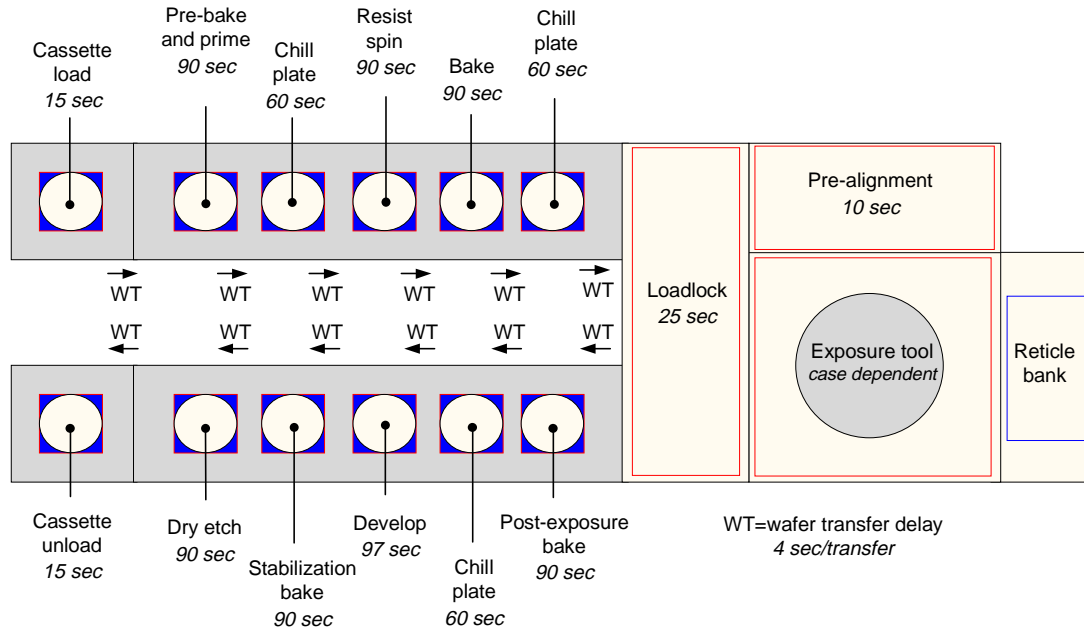 Cassette
load
15 sec
Pre-bake
and prime
90 sec
Chill
plate
60 sec
Resist
spin
90 sec
Bake
90 sec
Chill
plate
60 sec
WT
WT
WT
WT
WT
WT
WT
WT
WT
WT
WT
WT
Loadlock
25 sec
Pre-alignment
10 sec
Exposure tool
case dependent
Reticle
bank
Cassette
unload
15 sec
Dry etch
90 sec
Stabilization
bake
90 sec
Develop
97 sec
Chill
plate
60 sec
Post-exposure
bake
90 sec
WT=wafer transfer delay
4 sec/transfer